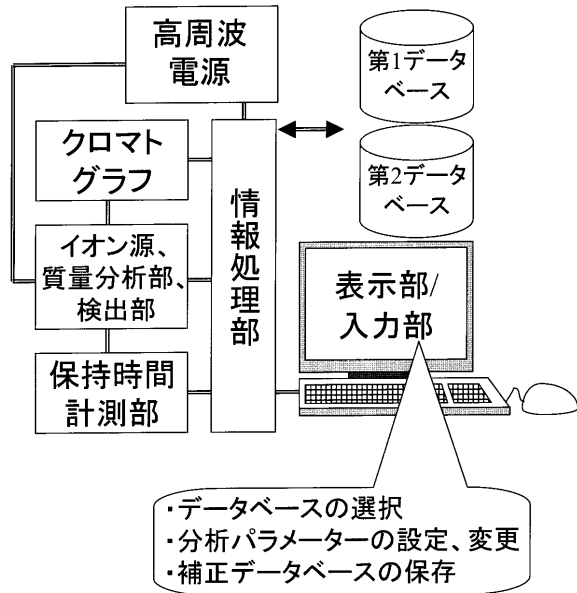 高周波
電源
第1データ
ベース
クロマト
グラフ
第2データ
ベース
情報処理部
イオン源、
質量分析部、
検出部
表示部/
入力部
保持時間
計測部
・データベースの選択
・分析パラメーターの設定、変更
・補正データベースの保存